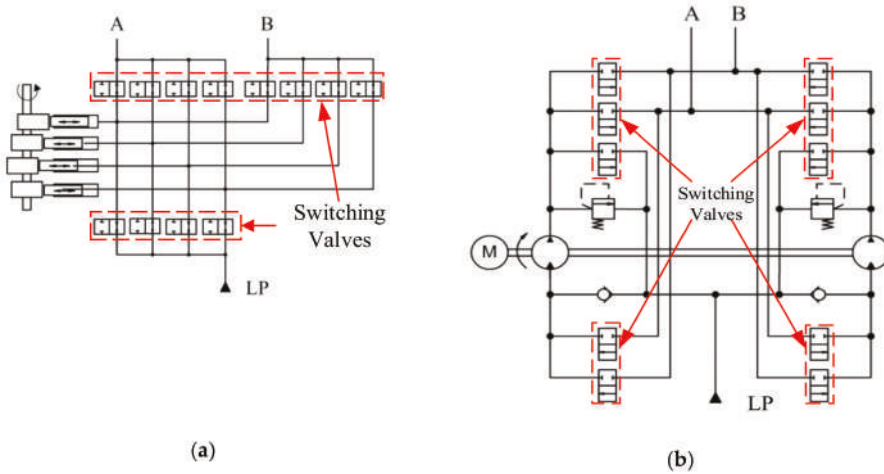 A
B
Switching
Valves
LP
(a)
A
B
Switching
Valves
M
LP
(b)